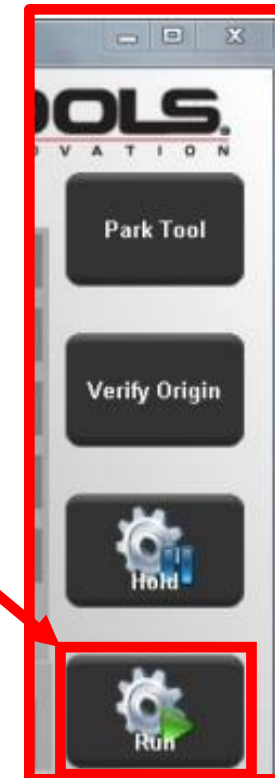 OOLS.
O V A T I O N
Park Tool
Verify Origin
Hold
Run